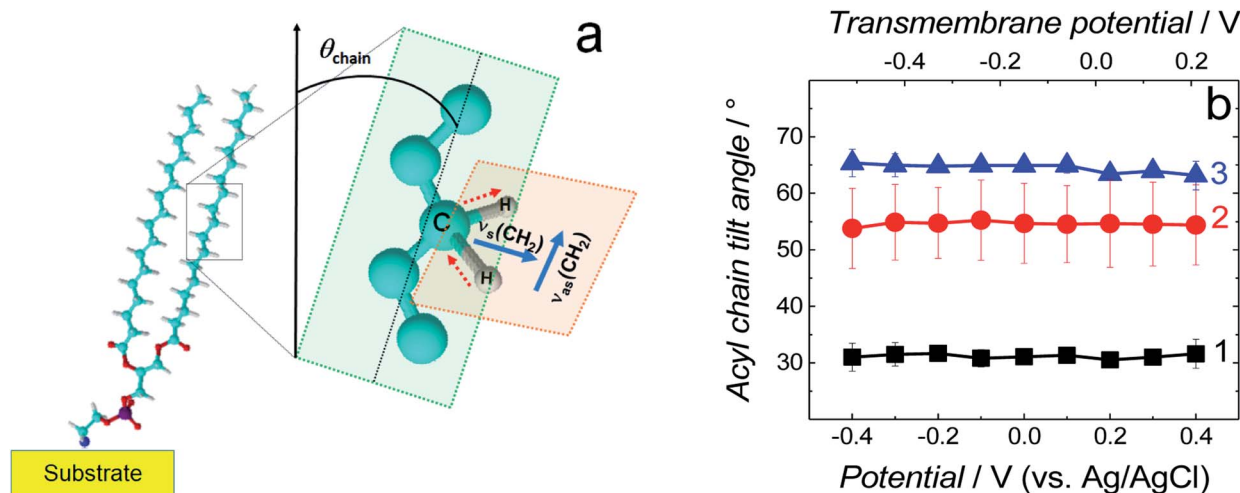 a
θchain
C
H
H
νs(CH2)
νas(CH2)
Substrate
Transmembrane potential / V
-0.4 -0.2 0.0 0.2
b
Acyl chain tilt angle / °
70
60
50
40
30
3
2
1
-0.4 -0.2 0.0 0.2 0.4
Potential / V (vs. Ag/AgCl)